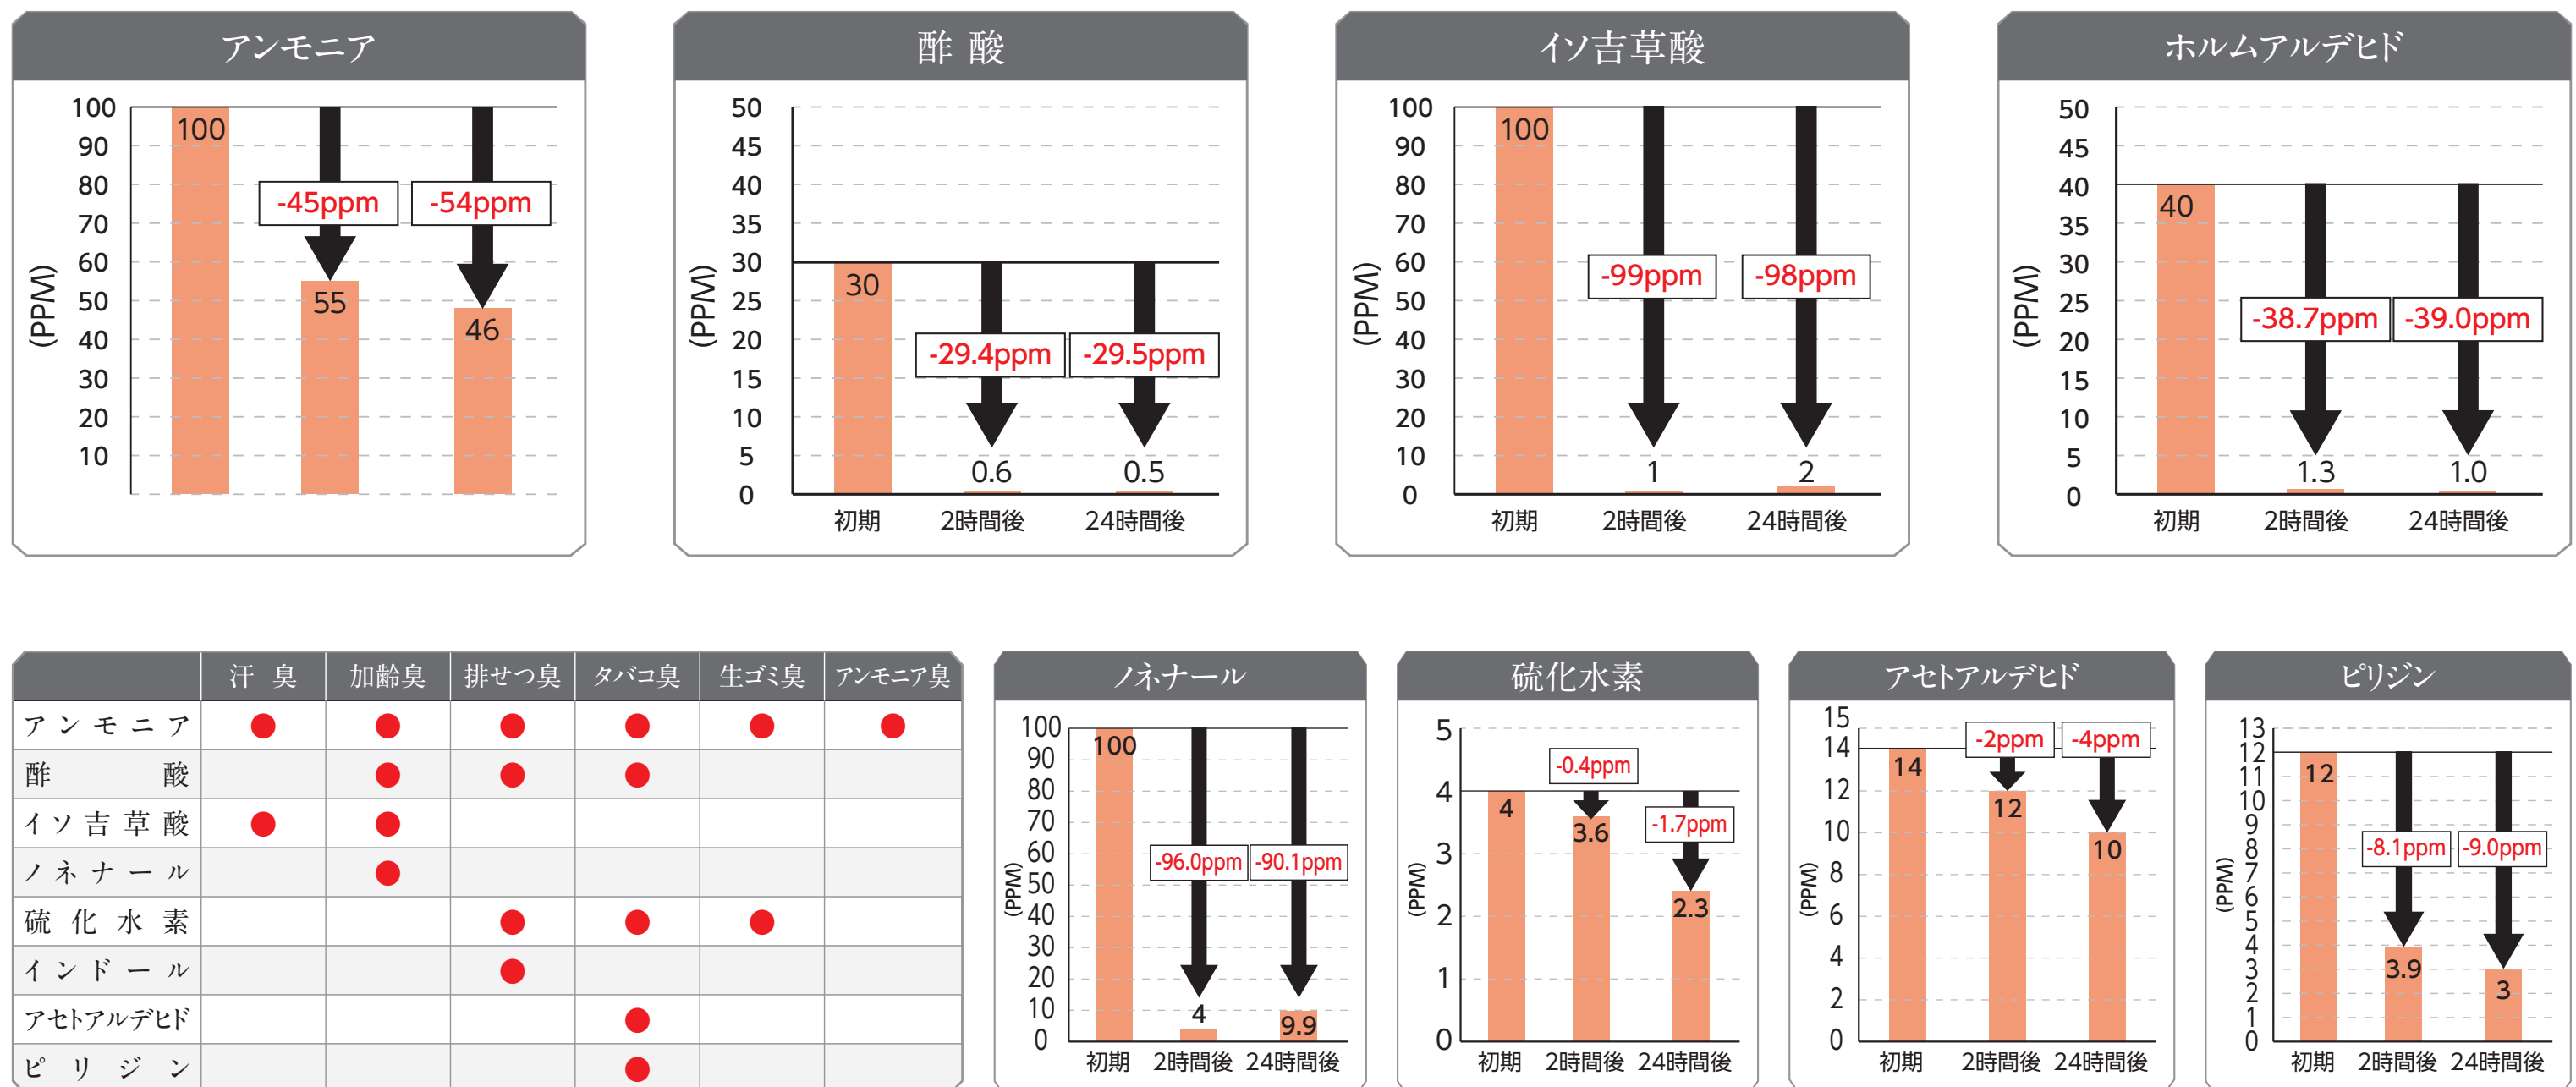 アンモニア
100
90
80
70
60
50
40
30
20
10
(PPM)
100
-45ppm
-54ppm
55
46
酢 酸
50
45
40
35
30
25
20
15
10
5
0
(PPM)
30
-29.4ppm
-29.5ppm
0.6
0.5
初期 2時間後 24時間後
イソ吉草酸
100
90
80
70
60
50
40
30
20
10
0
(PPM)
100
-99ppm
-98ppm
1
2
初期 2時間後 24時間後
ホルムアルデヒド
50
45
40
35
30
25
20
15
10
5
0
(PPM)
40
-38.7ppm
-39.0ppm
1.3
1.0
初期 2時間後 24時間後
汗 臭 加齢臭 排せつ臭 タバコ臭 生ゴミ臭 アンモニア臭
アンモニア
酢 酸
イソ吉草酸
ノネナール
硫化水素
インドール
アセトアルデヒド
ピリジン
ノネナール
100
90
80
70
60
50
40
30
20
10
0
(PPM)
100
-96.0ppm
-90.1ppm
4
9.9
初期 2時間後 24時間後
硫化水素
5
4
3
2
1
0
(PPM)
4
-0.4ppm
-1.7ppm
3.6
2.3
初期 2時間後 24時間後
アセトアルデヒド
15
14
12
10
8
6
4
2
0
(PPM)
14
-2ppm
-4ppm
12
10
初期 2時間後 24時間後
ピリジン
13
12
11
10
9
8
7
6
5
4
3
2
1
0
(PPM)
12
-8.1ppm
-9.0ppm
3.9
3
初期 2時間後 24時間後